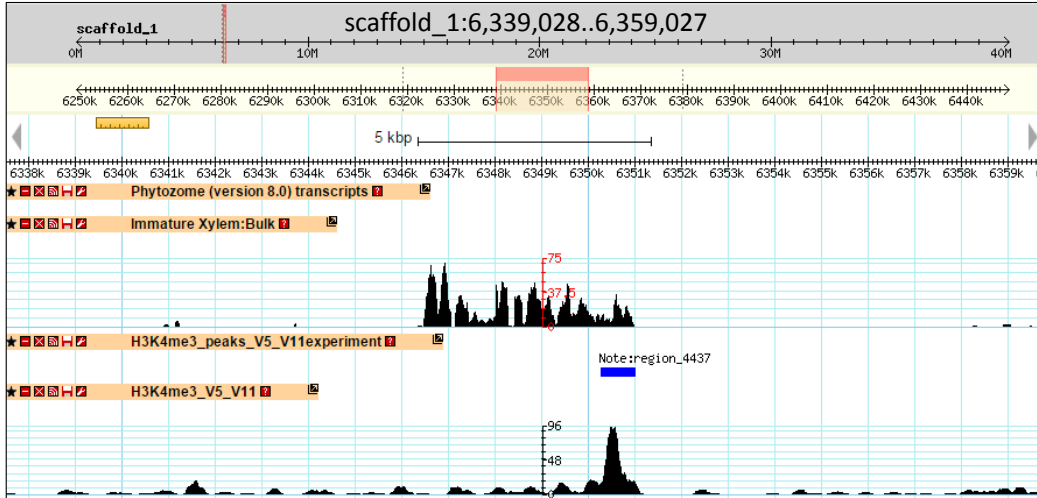 scaffold_1:6,339,028..6,359,027
scaffold_1
0M 10M 20M 30M 40M
6250k 6260k 6270k 6280k 6290k 6300k 6310k 6320k 6330k 6340k 6350k 6360k 6370k 6380k 6390k 6400k 6410k 6420k 6430k 6440k
5 kbp
6338k 6339k 6340k 6341k 6342k 6343k 6344k 6345k 6346k 6347k 6348k 6349k 6350k 6351k 6352k 6353k 6354k 6355k 6356k 6357k 6358k 6359k
Phytozome (version 8.0) transcripts ?
Immature Xylem:Bulk ?
75
37.5
0
H3K4me3_peaks_V5_V11experiment ?
Note:region_4437
H3K4me3_V5_V11 ?
96
48
0